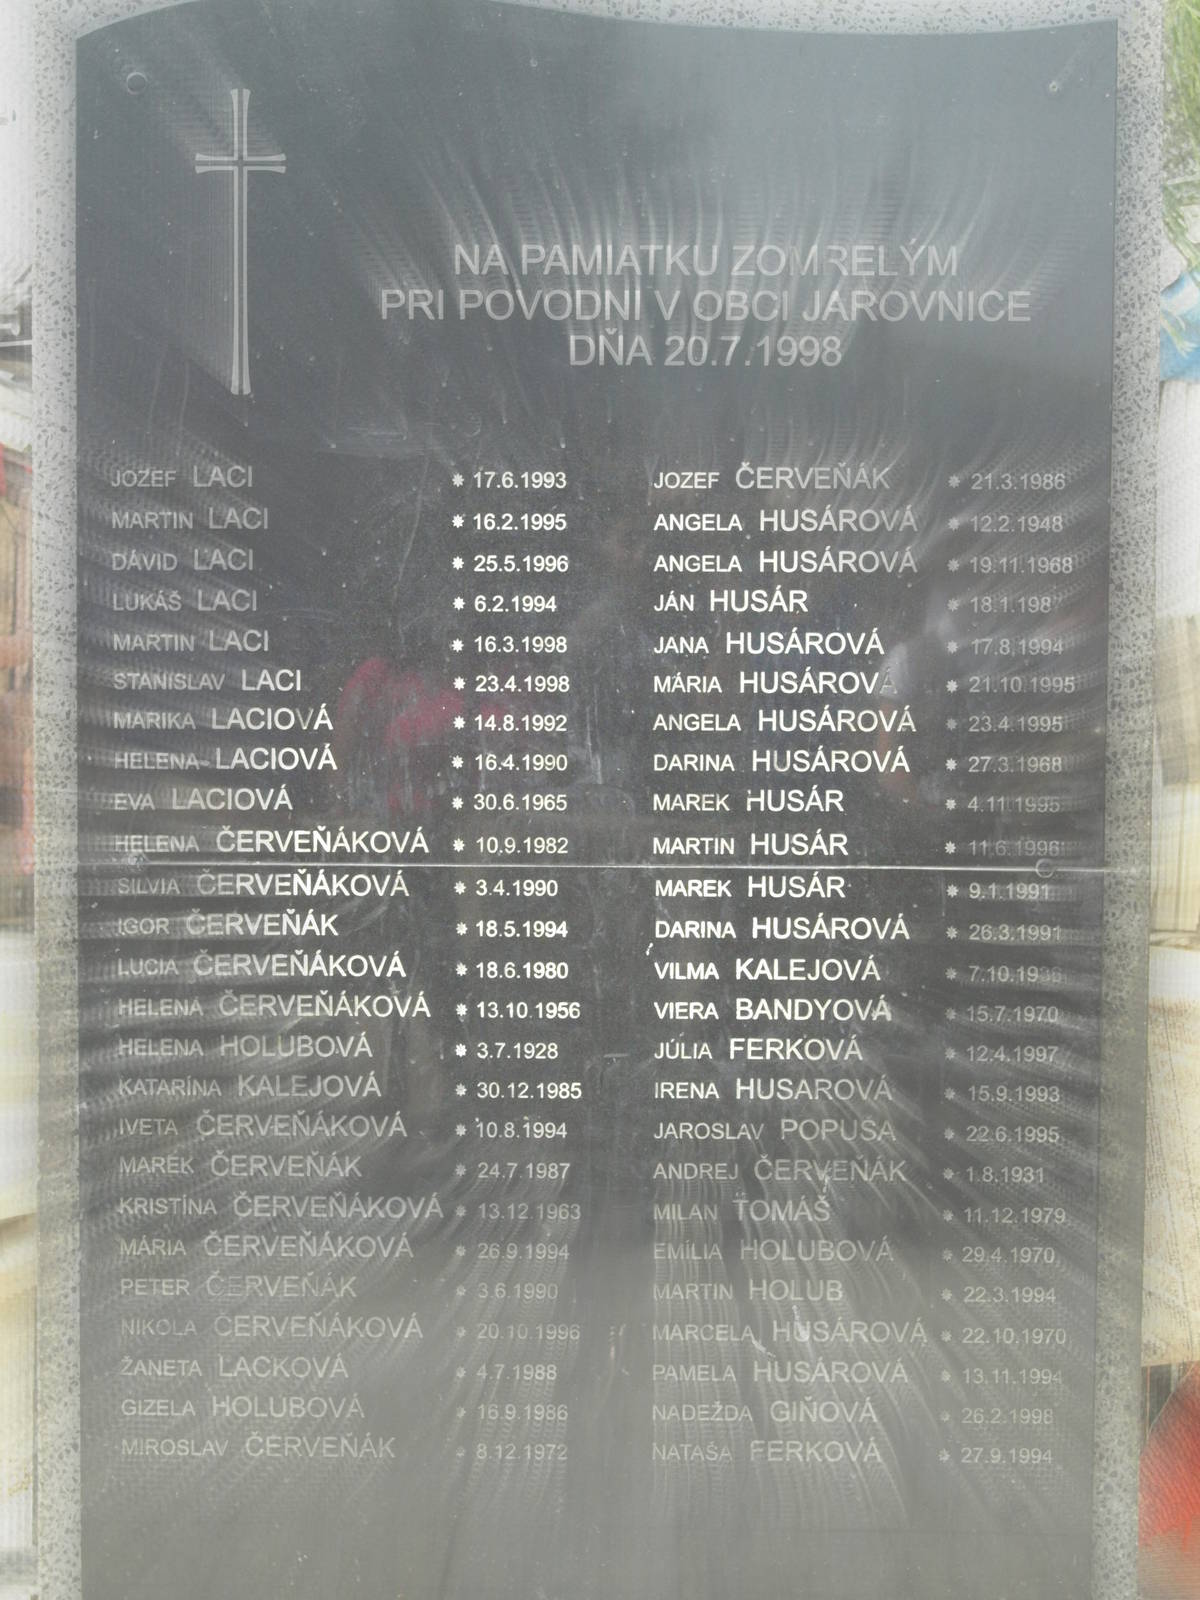 NA PAMIATKU ZOMRELÝM
PRI POVODNI V OBCI JAROVNICE
DŇA 20.7.1998
JOZEF LACI * 17.6.1993
MARTIN LACI * 16.2.1995
DÁVID LACI * 25.5.1996
LUKÁŠ LACI * 6.2.1994
MARTIN LACI * 16.3.1998
STANISLAV LACI * 23.4.1998
MARIKA LACIOVÁ * 14.8.1992
HELENA LACIOVÁ * 16.4.1990
EVA LACIOVÁ * 30.6.1965
HELENA ČERVEŇÁKOVÁ * 10.9.1982
SILVIA ČERVEŇÁKOVÁ * 3.4.1990
IGOR ČERVEŇÁK * 18.5.1994
LUCIA ČERVEŇÁKOVÁ * 18.6.1980
HELENA ČERVEŇÁKOVÁ * 13.10.1956
HELENA HOLUBOVÁ * 3.7.1928
KATARÍNA KALEJOVÁ * 30.12.1985
IVETA ČERVEŇÁKOVÁ * 10.8.1994
MAREK ČERVEŇÁK * 24.7.1987
KRISTÍNA ČERVEŇÁKOVÁ * 13.12.1963
MÁRIA ČERVEŇÁKOVÁ * 26.9.1994
PETER ČERVEŇÁK * 3.6.1990
NIKOLA ČERVEŇÁKOVÁ * 20.10.1996
ŽANETA LACKOVÁ * 4.7.1988
GIZELA HOLUBOVÁ * 16.9.1986
MIROSLAV ČERVEŇÁK * 8.12.1972
JOZEF ČERVEŇÁK * 21.3.1986
ANGELA HUSÁROVÁ * 12.2.1948
ANGELA HUSÁROVÁ * 19.11.1968
JÁN HUSÁR * 18.1.1987
JANA HUSÁROVÁ * 17.8.1994
MÁRIA HUSÁROVÁ * 21.10.1995
ANGELA HUSÁROVÁ * 23.4.1995
DARINA HUSÁROVÁ * 27.3.1968
MAREK HUSÁR * 4.11.1995
MARTIN HUSÁR * 11.6.1996
MAREK HUSÁR * 9.1.1991
DARINA HUSÁROVÁ * 26.3.1991
VILMA KALEJOVÁ *
VIERA BANDYOVÁ * 15.7.1970
JÚLIA FERKOVÁ * 12.4.1997
IRENA HUSAROVÁ * 15.9.1993
JAROSLAV POPUŠA * 22.6.1995
ANDREJ ČERVEŇÁK * 1.8.1931
MILAN TOMÁŠ * 11.12.1979
EMÍLIA HOLUBOVÁ * 29.4.1970
MARTIN HOLUB * 22.3.1994
MARCELA HUSÁROVÁ * 22.10.1970
PAMELA HUSÁROVÁ * 13.11.1994
NADEŽDA GIŇOVÁ * 26.2.1998
NATAŠA FERKOVÁ * 27.9.1994